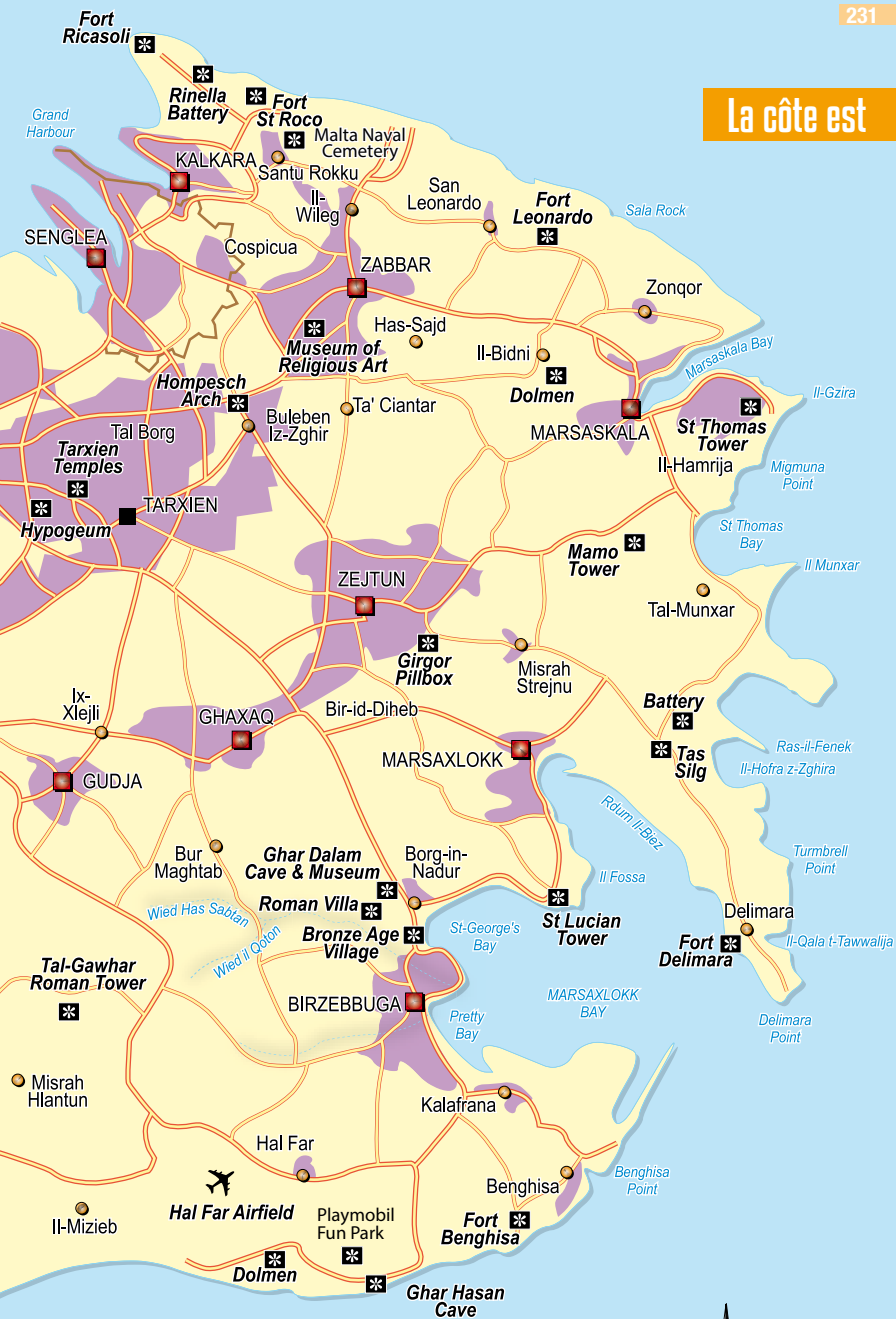 231
La côte est
Fort
Ricasoli
Rinella
Battery
Fort
St Roco
Grand
Harbour
Malta Naval
Cemetery
KALKARA
Santu Rokku
Il-
Wileg
San
Leonardo
Fort
Leonardo
Sala Rock
SENGLEA
Cospicua
ZABBAR
Zonqor
Has-Sajd
Museum of
Religious Art
Il-Bidni
Marsaskala Bay
Hompesch
Arch
Dolmen
Il-Gzira
Ta' Ciantar
Buleben
Iz-Zghir
Tal Borg
MARSASKALA
St Thomas
Tower
Tarxien
Temples
Il-Hamrija
Migmuna
Point
TARXIEN
Hypogeum
St Thomas
Bay
Mamo
Tower
Il Munxar
ZEJTUN
Tal-Munxar
Girgor
Pillbox
Misrah
Strejnu
Ix-
Xlejli
Battery
GHAXAQ
Bir-id-Diheb
MARSAXLOKK
Tas
Silg
Ras-il-Fenek
Il-Hofra z-Zghira
GUDJA
Rdum Il-Biez
Bur
Maghtab
Ghar Dalam
Cave & Museum
Borg-in-
Nadur
Turmbrell
Point
Il Fossa
Roman Villa
Wied Has Sabtan
St Lucian
Tower
Delimara
St-George's
Bay
Bronze Age
Village
Fort
Delimara
Il-Qala t-Tawwalija
Wied il Qoton
Tal-Gawhar
Roman Tower
BIRZEBBUGA
MARSAXLOKK
BAY
Pretty
Bay
Delimara
Point
Misrah
Hlantun
Kalafrana
Hal Far
Benghisa
Benghisa
Point
Hal Far Airfield
Il-Mizieb
Playmobil
Fun Park
Fort
Benghisa
Dolmen
Ghar Hasan
Cave